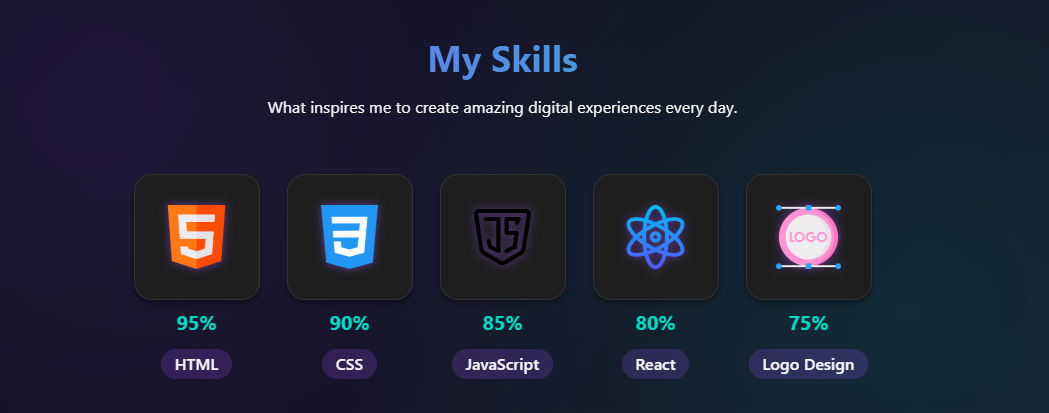 My Skills
What inspires me to create amazing digital experiences every day.
5 3 JS LOGO
95% 90% 85% 80% 75%
HTML CSS JavaScript React Logo Design